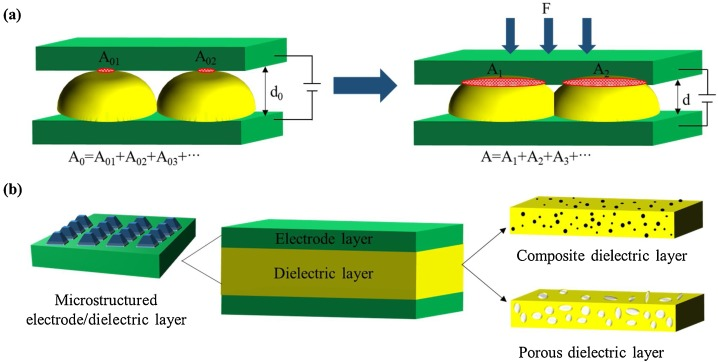 (a)
F
A₀₁ A₀₂
d₀
A₁ A₂
d
A₀=A₀₁+A₀₂+A₀₃+···
A=A₁+A₂+A₃+···
(b)
Electrode layer
Dielectric layer
Microstructured
electrode/dielectric layer
Composite dielectric layer
Porous dielectric layer